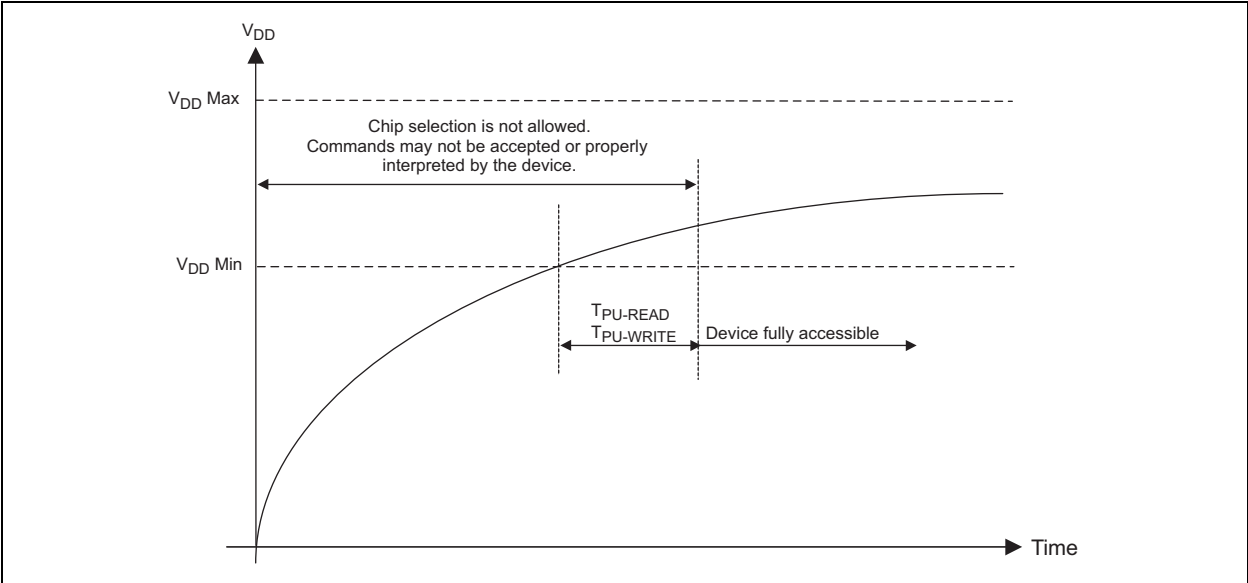 VDD
VDD Max
Chip selection is not allowed.
Commands may not be accepted or properly
interpreted by the device.
VDD Min
TPU-READ
TPU-WRITE
Device fully accessible
Time